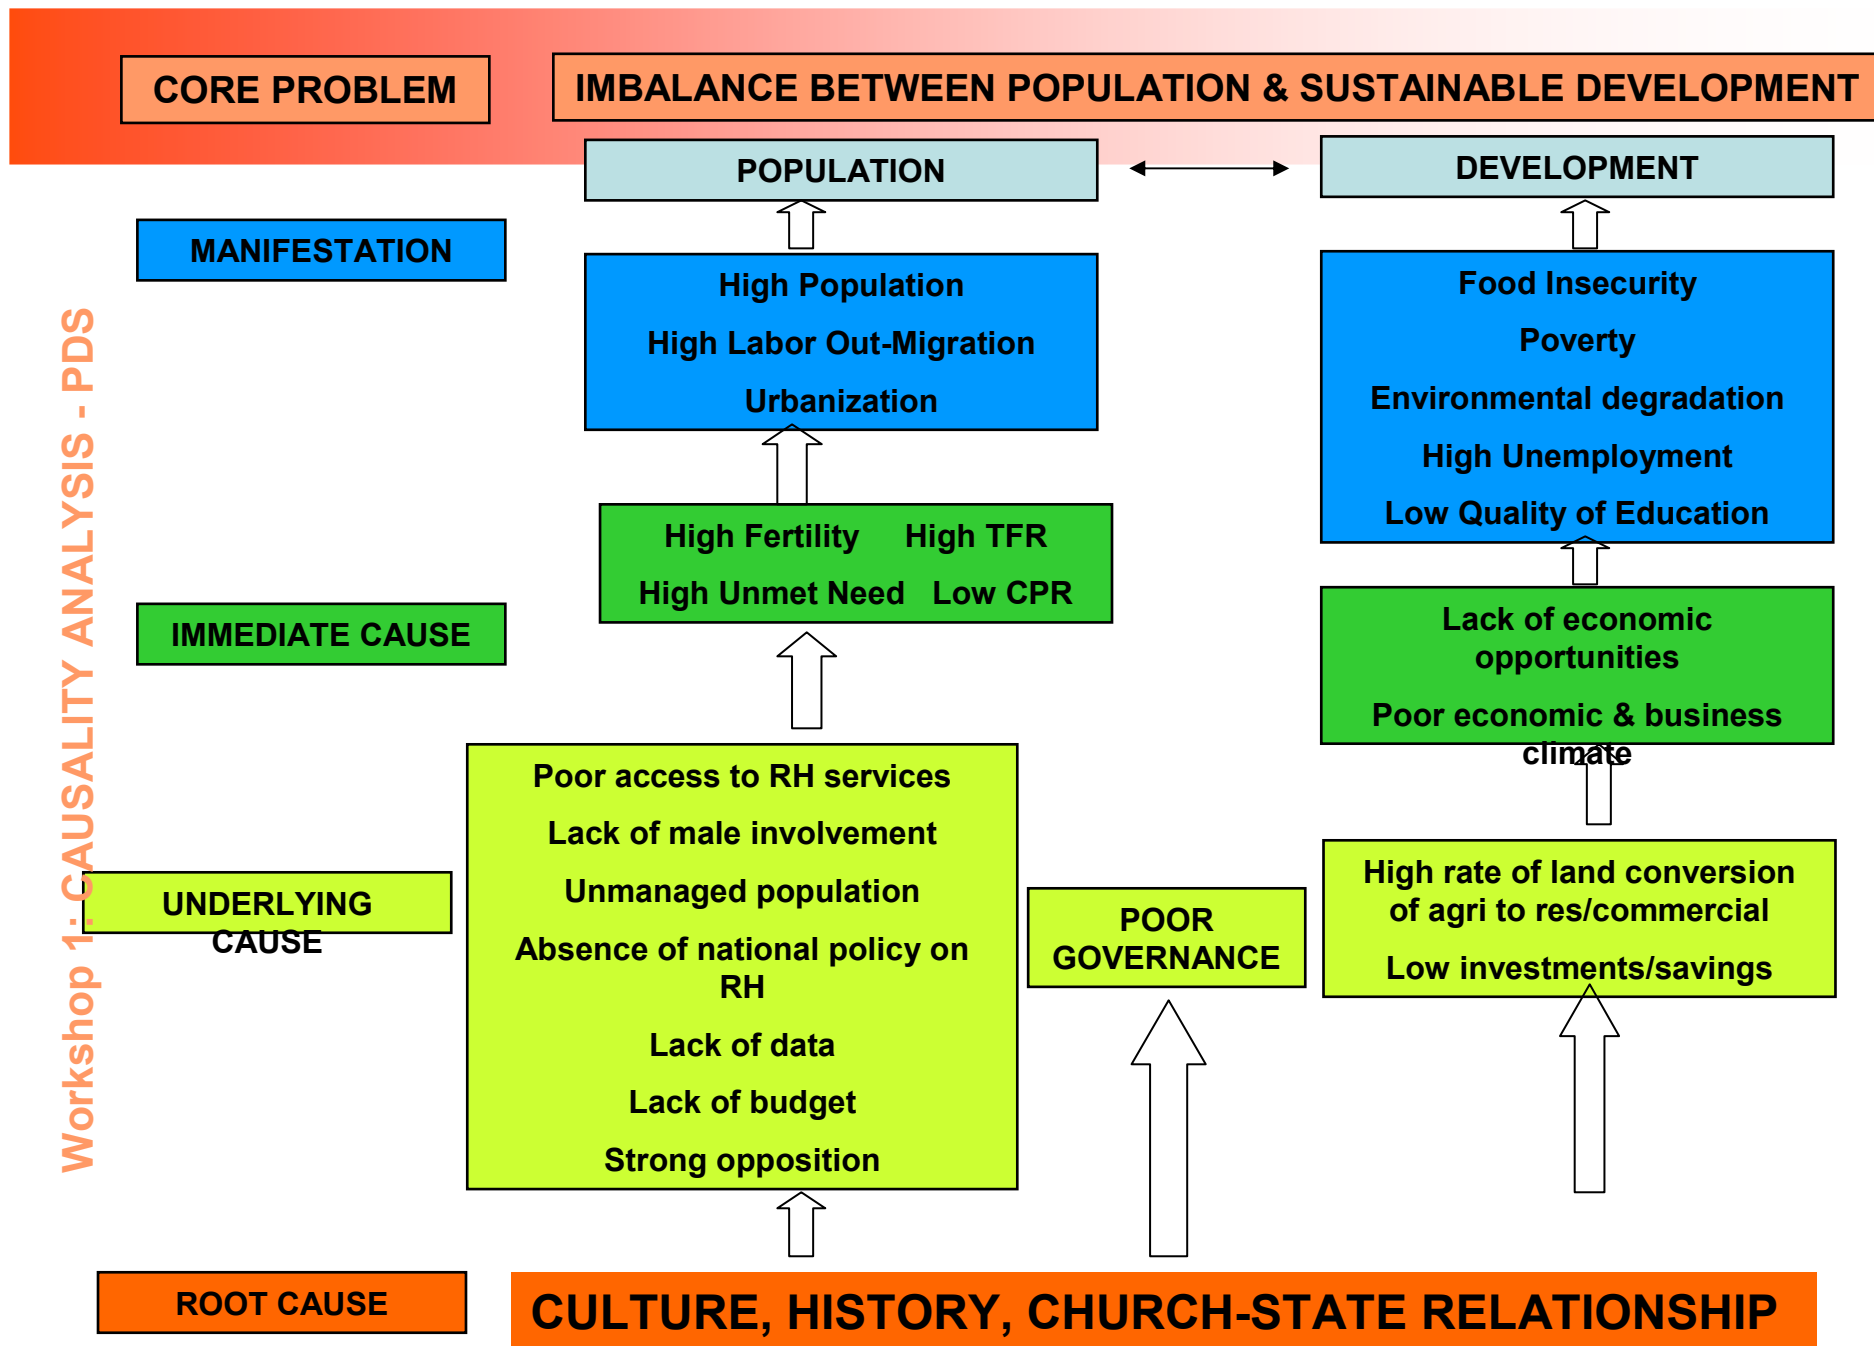 CORE PROBLEM
IMBALANCE BETWEEN POPULATION & SUSTAINABLE DEVELOPMENT
POPULATION
DEVELOPMENT
MANIFESTATION
High Population
High Labor Out-Migration
Urbanization
Food Insecurity
Poverty
Environmental degradation
High Unemployment
Low Quality of Education
Workshop 1: CAUSALITY ANALYSIS - PDS
IMMEDIATE CAUSE
High Fertility High TFR
High Unmet Need Low CPR
Lack of economic
opportunities
Poor economic & business
climate
UNDERLYING
CAUSE
Poor access to RH services
Lack of male involvement
Unmanaged population
Absence of national policy on
RH
Lack of data
Lack of budget
Strong opposition
POOR
GOVERNANCE
High rate of land conversion
of agri to res/commercial
Low investments/savings
ROOT CAUSE
CULTURE, HISTORY, CHURCH-STATE RELATIONSHIP